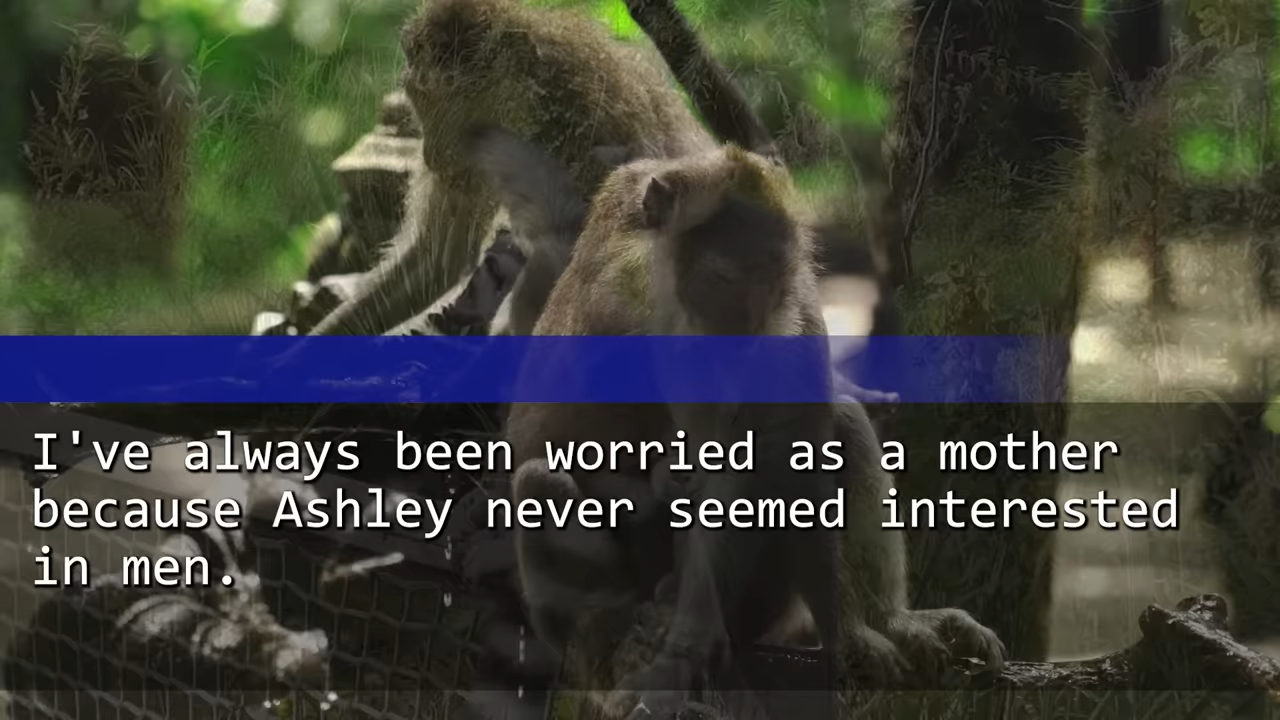 I've always been worried as a mother
because Ashley never seemed interested
in men.